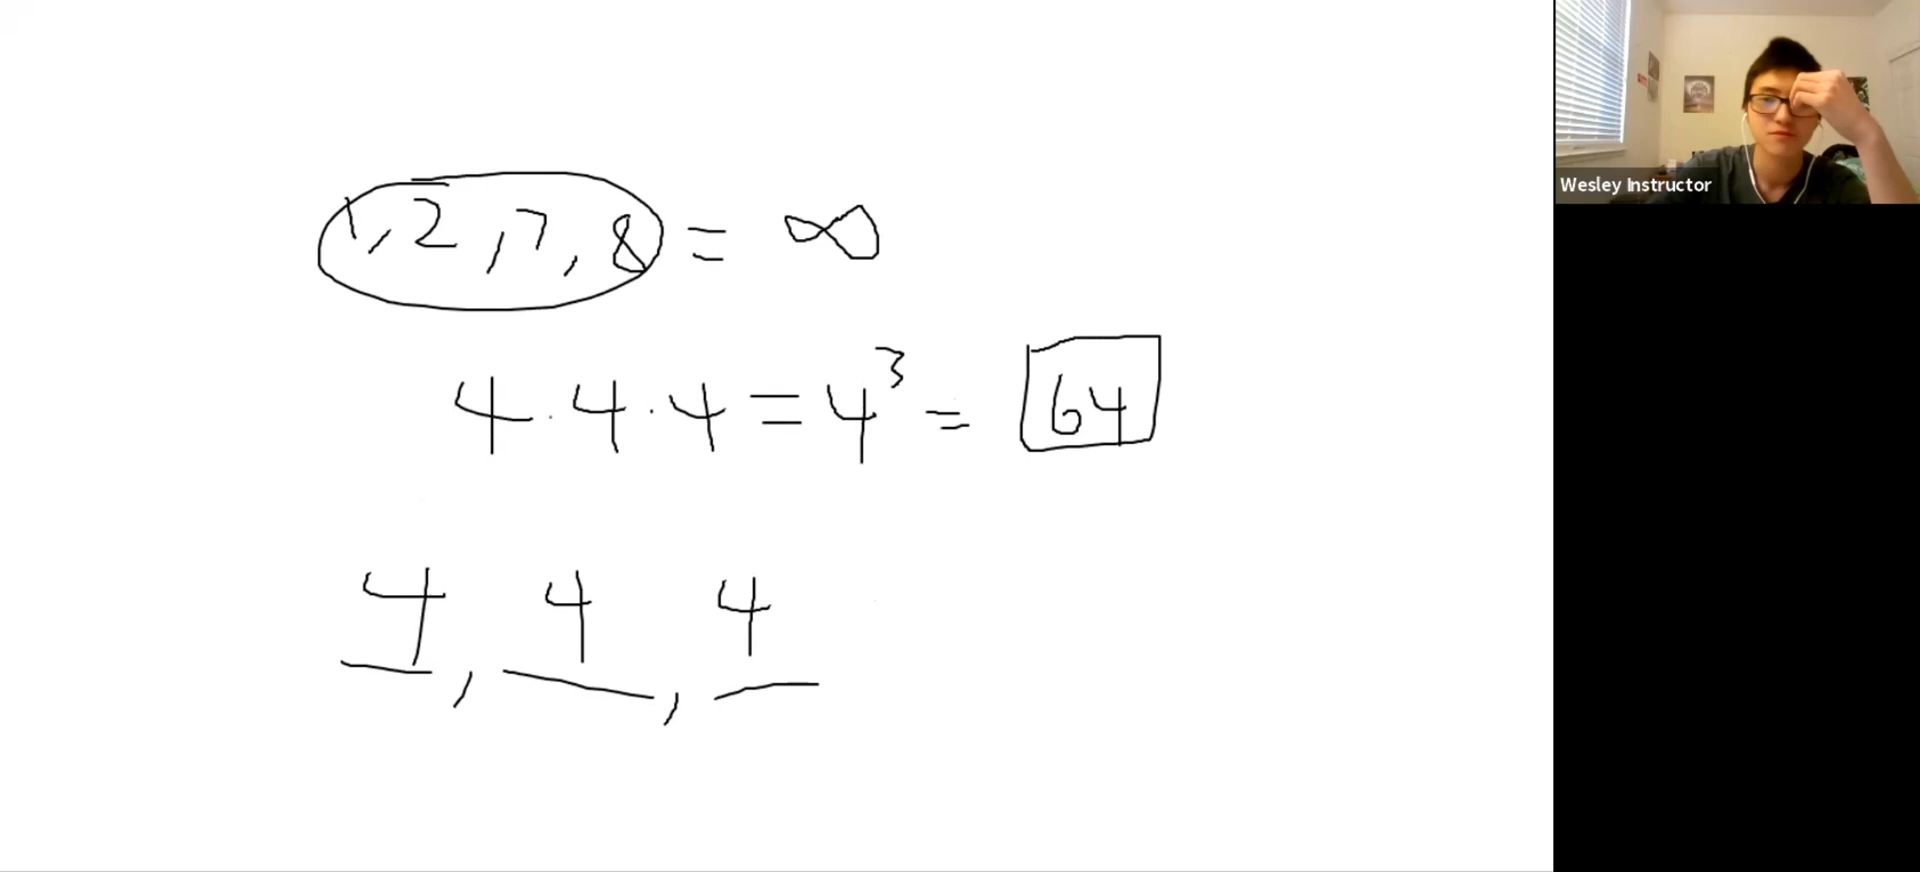 1, 2, 7, 8 = ∞
4 · 4 · 4 = 4³ = 64
4, 4, 4
Wesley Instructor